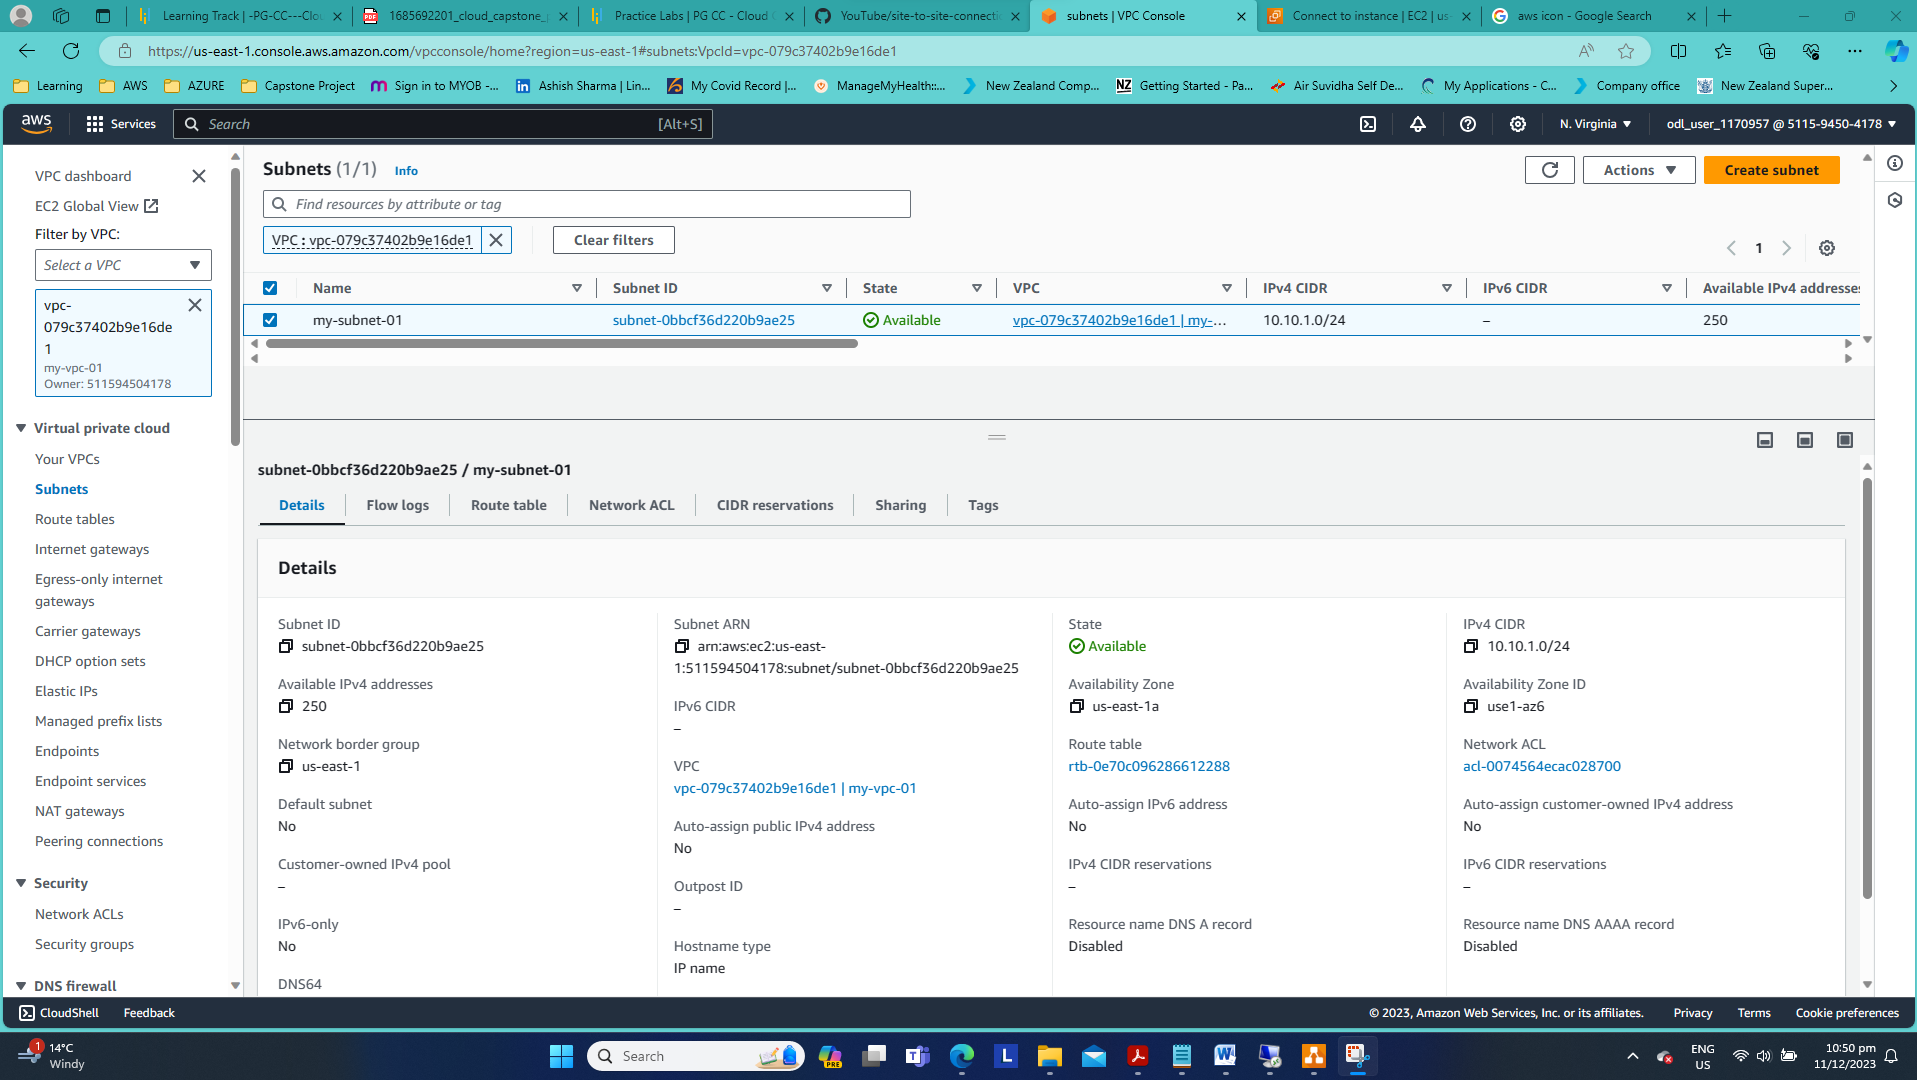 Learning Track | -PG-CC---Clou
1685692201_cloud_capstone_
Practice Labs | PG CC - Cloud C
YouTube/site-to-site-connecti
subnets | VPC Console
Connect to instance | EC2 | us-
aws icon - Google Search
https://us-east-1.console.aws.amazon.com/vpcconsole/home?region=us-east-1#subnets:VpcId=vpc-079c37402b9e16de1
Learning
AWS
AZURE
Capstone Project
Sign in to MYOB -...
Ashish Sharma | Lin...
My Covid Record |...
ManageMyHealth::...
New Zealand Comp...
NZ
Getting Started - Pa...
Air Suvidha Self De...
My Applications - C...
Company office
New Zealand Super...
aws
Services
Search
[Alt+S]
N. Virginia
odl_user_1170957 @ 5115-9450-4178
VPC dashboard
EC2 Global View
Filter by VPC:
Select a VPC
vpc-
079c37402b9e16de
1
my-vpc-01
Owner: 511594504178
Virtual private cloud
Your VPCs
Subnets
Route tables
Internet gateways
Egress-only internet
gateways
Carrier gateways
DHCP option sets
Elastic IPs
Managed prefix lists
Endpoints
Endpoint services
NAT gateways
Peering connections
Security
Network ACLs
Security groups
DNS firewall
Subnets (1/1) Info
Actions
Create subnet
Find resources by attribute or tag
VPC : vpc-079c37402b9e16de1
Clear filters
1
Name
Subnet ID
State
VPC
IPv4 CIDR
IPv6 CIDR
Available IPv4 addresses
my-subnet-01
subnet-0bbcf36d220b9ae25
Available
vpc-079c37402b9e16de1 | my-...
10.10.1.0/24
–
250
subnet-0bbcf36d220b9ae25 / my-subnet-01
Details
Flow logs
Route table
Network ACL
CIDR reservations
Sharing
Tags
Details
Subnet ID
subnet-0bbcf36d220b9ae25
Available IPv4 addresses
250
Network border group
us-east-1
Default subnet
No
Customer-owned IPv4 pool
–
IPv6-only
No
DNS64
Subnet ARN
arn:aws:ec2:us-east-
1:511594504178:subnet/subnet-0bbcf36d220b9ae25
IPv6 CIDR
–
VPC
vpc-079c37402b9e16de1 | my-vpc-01
Auto-assign public IPv4 address
No
Outpost ID
–
Hostname type
IP name
State
Available
Availability Zone
us-east-1a
Route table
rtb-0e70c096286612288
Auto-assign IPv6 address
No
IPv4 CIDR reservations
–
Resource name DNS A record
Disabled
IPv4 CIDR
10.10.1.0/24
Availability Zone ID
use1-az6
Network ACL
acl-0074564ecac028700
Auto-assign customer-owned IPv4 address
No
IPv6 CIDR reservations
–
Resource name DNS AAAA record
Disabled
CloudShell
Feedback
© 2023, Amazon Web Services, Inc. or its affiliates.
Privacy
Terms
Cookie preferences
1
14°C
Windy
Search
PRE
L
ENG
US
10:50 pm
11/12/2023